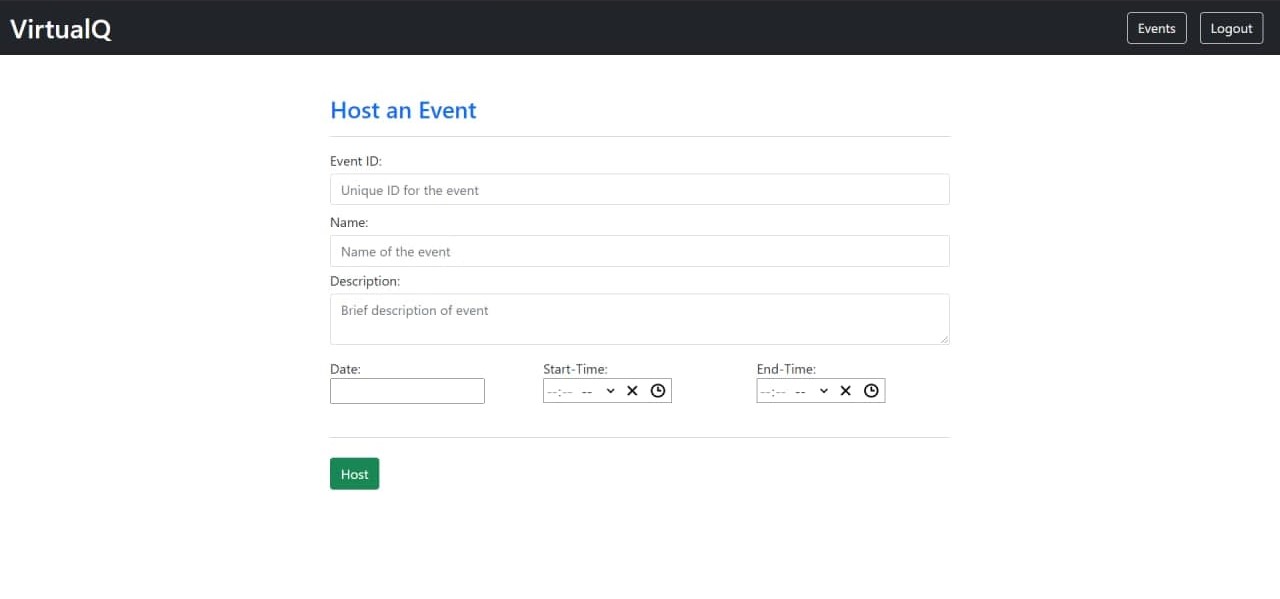 VirtualQ Events Logout
Host an Event
Event ID:
Unique ID for the event
Name:
Name of the event
Description:
Brief description of event
Date: Start-Time: End-Time:
--:-- -- --:-- --
Host